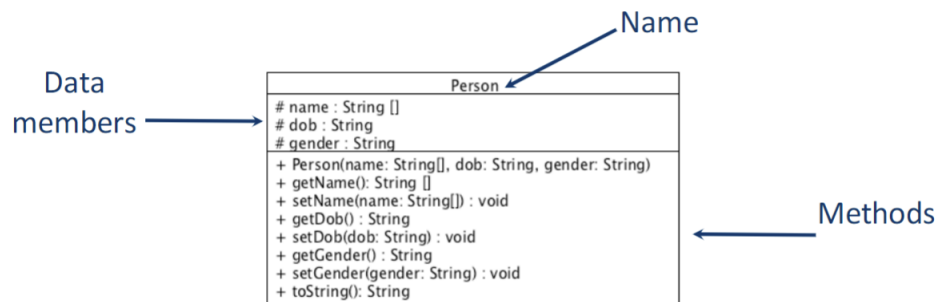 Name
Data
members
Person
# name : String []
# dob : String
# gender : String
+ Person(name: String[], dob: String, gender: String)
+ getName(): String []
+ setName(name: String[]) : void
+ getDob() : String
+ setDob(dob: String) : void
+ getGender() : String
+ setGender(gender: String) : void
+ toString(): String
Methods